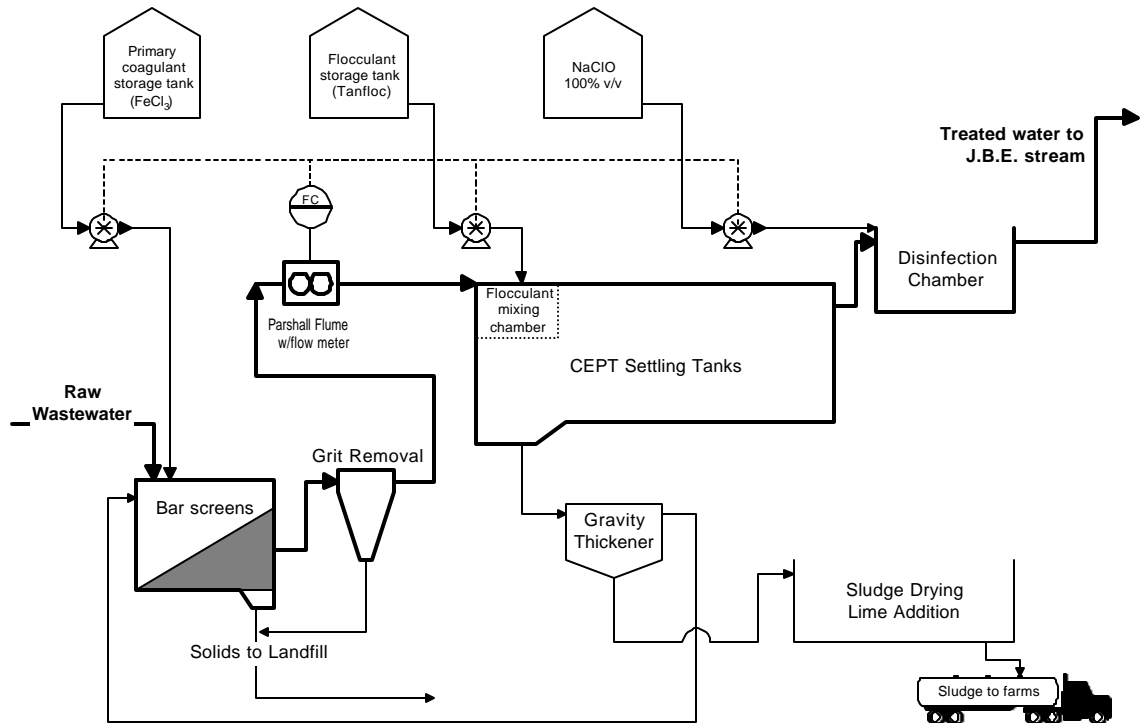 Primary
coagulant
storage tank
(FeCl3)
Flocculant
storage tank
(Tanfloc)
NaClO
100% v/v
Treated water to
J.B.E. stream
FC
Disinfection
Chamber
Flocculant
mixing
chamber
Parshall Flume
w/flow meter
CEPT Settling Tanks
Raw
Wastewater
Grit Removal
Bar screens
Gravity
Thickener
Sludge Drying
Lime Addition
Solids to Landfill
Sludge to farms